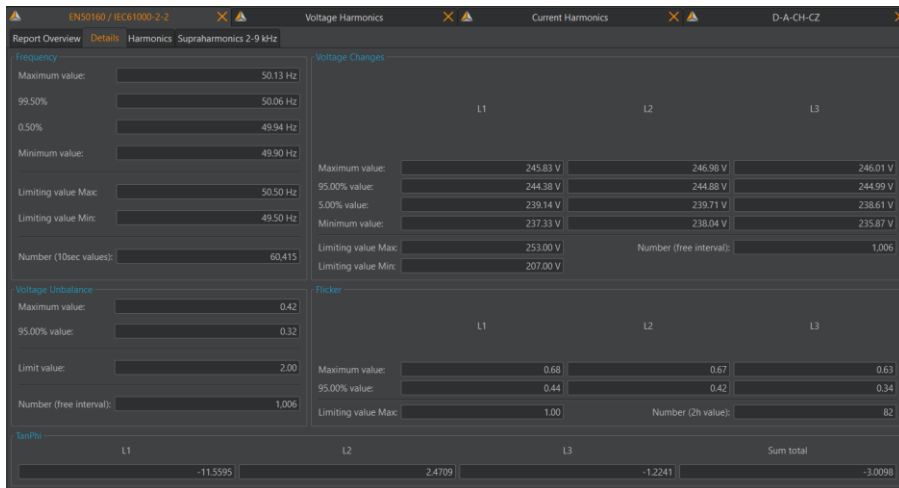 EN50160 / IEC61000-2-2 Voltage Harmonics Current Harmonics D-A-CH-CZ
Report Overview Details Harmonics Supraharmonics 2-9 kHz
Frequency
Maximum value: 50.13 Hz
99.50% 50.06 Hz
0.50% 49.94 Hz
Minimum value: 49.90 Hz
Limiting value Max: 50.50 Hz
Limiting value Min: 49.50 Hz
Number (10sec values): 60,415
Voltage Changes
L1 L2 L3
Maximum value: 245.83 V 246.98 V 246.01 V
95.00% value: 244.38 V 244.88 V 244.99 V
5.00% value: 239.14 V 239.71 V 238.61 V
Minimum value: 237.33 V 238.04 V 235.87 V
Limiting value Max: 253.00 V Number (free interval): 1,006
Limiting value Min: 207.00 V
Voltage Unbalance
Maximum value: 0.42
95.00% value: 0.32
Limit value: 2.00
Number (free interval): 1,006
Flicker
L1 L2 L3
Maximum value: 0.68 0.67 0.63
95.00% value: 0.44 0.42 0.34
Limiting value Max: 1.00 Number (2h value): 82
TanPhi
L1 L2 L3 Sum total
-11.5595 2.4709 -1.2241 -3.0098